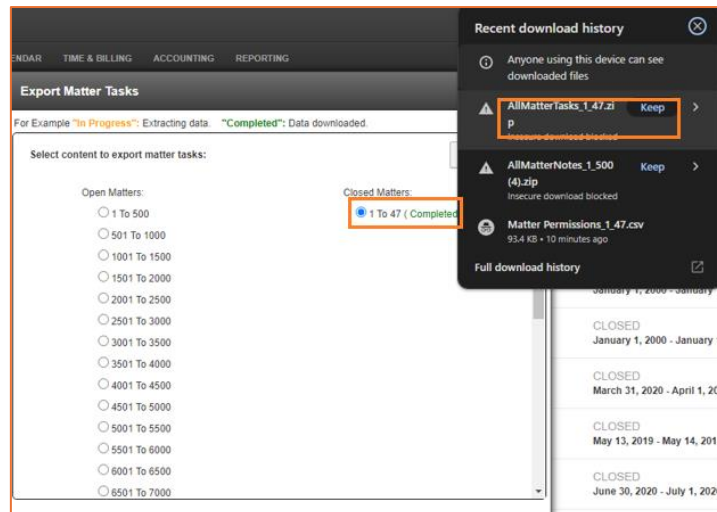 ENDAR TIME & BILLING ACCOUNTING REPORTING
Export Matter Tasks
For Example "In Progress": Extracting data. "Completed": Data downloaded.
Select content to export matter tasks:
Open Matters:
1 To 500
501 To 1000
1001 To 1500
1501 To 2000
2001 To 2500
2501 To 3000
3001 To 3500
3501 To 4000
4001 To 4500
4501 To 5000
5001 To 5500
5501 To 6000
6001 To 6500
6501 To 7000
Closed Matters:
1 To 47 ( Completed
Recent download history
Anyone using this device can see
downloaded files
AllMatterTasks_1_47.zi Keep
p
Insecure download blocked
AllMatterNotes_1_500 Keep
(4).zip
Insecure download blocked
Matter Permissions_1_47.csv
93.4 KB • 10 minutes ago
Full download history
January 1, 2000 - January
CLOSED
January 1, 2000 - January
CLOSED
March 31, 2020 - April 1, 20
CLOSED
May 13, 2019 - May 14, 201
CLOSED
June 30, 2020 - July 1, 202